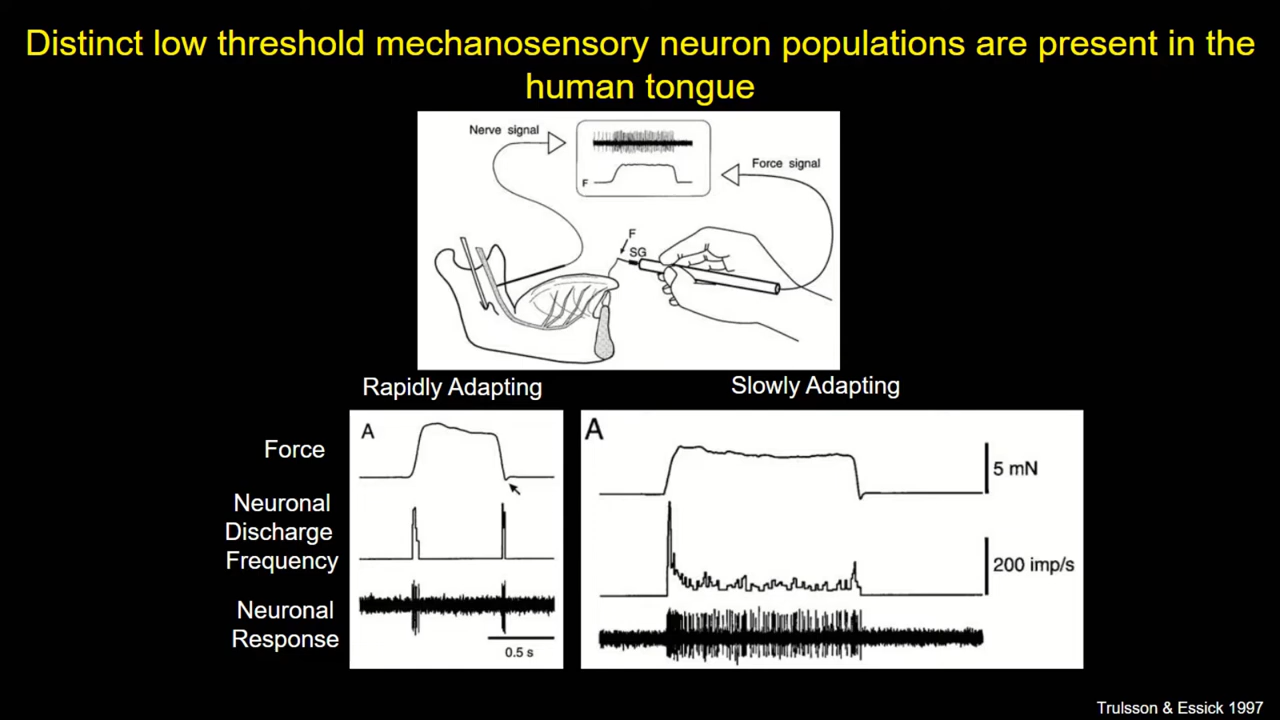 Distinct low threshold mechanosensory neuron populations are present in the
human tongue
Nerve signal
Force signal
F
F
SG
Rapidly Adapting
Slowly Adapting
Force
A
A
5 mN
Neuronal
Discharge
Frequency
200 imp/s
Neuronal
Response
0.5 s
Trulsson & Essick 1997